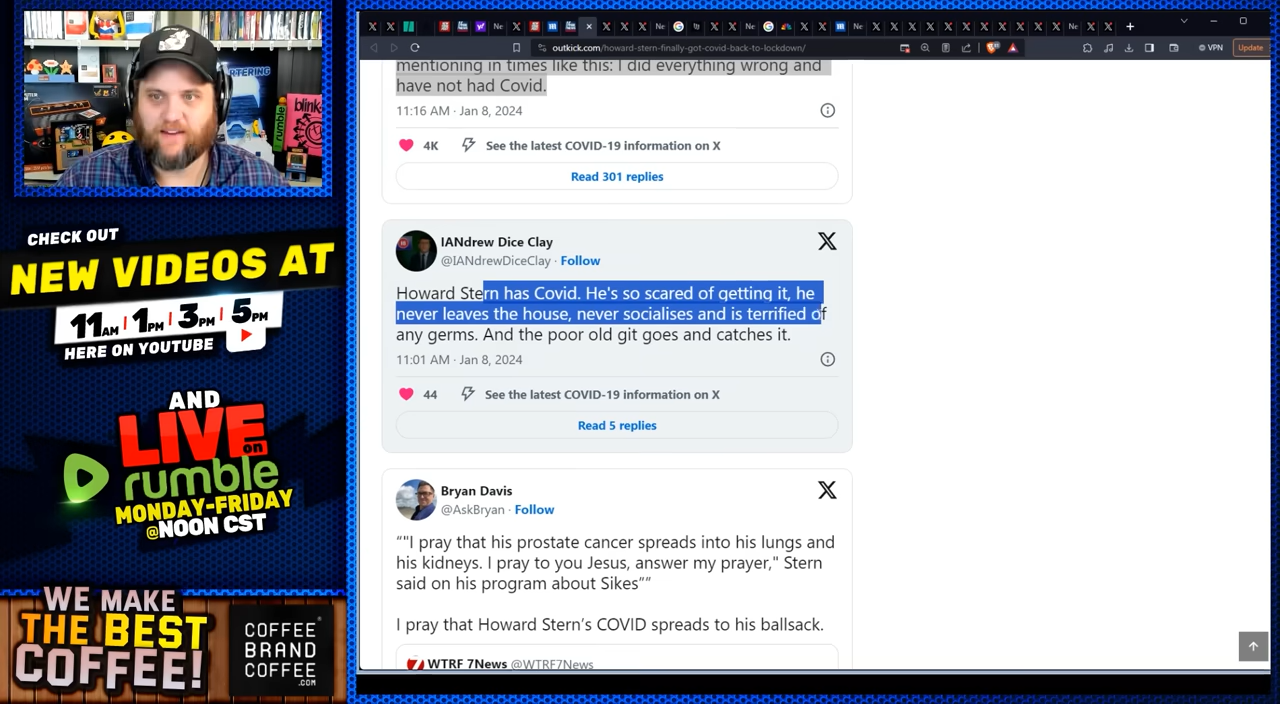 Ne
Ne
Ne
Ne
Ne
outkick.com/howard-stern-finally-got-covid-back-to-lockdown/
VPN
Update
TERING
blink-
rumble
CHECK OUT
NEW VIDEOS AT
11AM | 1PM | 3PM | 5PM
HERE ON YOUTUBE
AND
LIVE on
rumble
MONDAY-FRIDAY
@NOON CST
WE MAKE
THE BEST
COFFEE!
COFFEE
BRAND
COFFEE
.COM
mentioning in times like this: I did everything wrong and
have not had Covid.
11:16 AM · Jan 8, 2024
4K See the latest COVID-19 information on X
Read 301 replies
IANdrew Dice Clay
@IANdrewDiceClay · Follow
Howard Stern has Covid. He's so scared of getting it, he
never leaves the house, never socialises and is terrified of
any germs. And the poor old git goes and catches it.
11:01 AM · Jan 8, 2024
44 See the latest COVID-19 information on X
Read 5 replies
Bryan Davis
@AskBryan · Follow
“"I pray that his prostate cancer spreads into his lungs and
his kidneys. I pray to you Jesus, answer my prayer," Stern
said on his program about Sikes””
I pray that Howard Stern’s COVID spreads to his ballsack.
WTRF 7News @WTRF7News